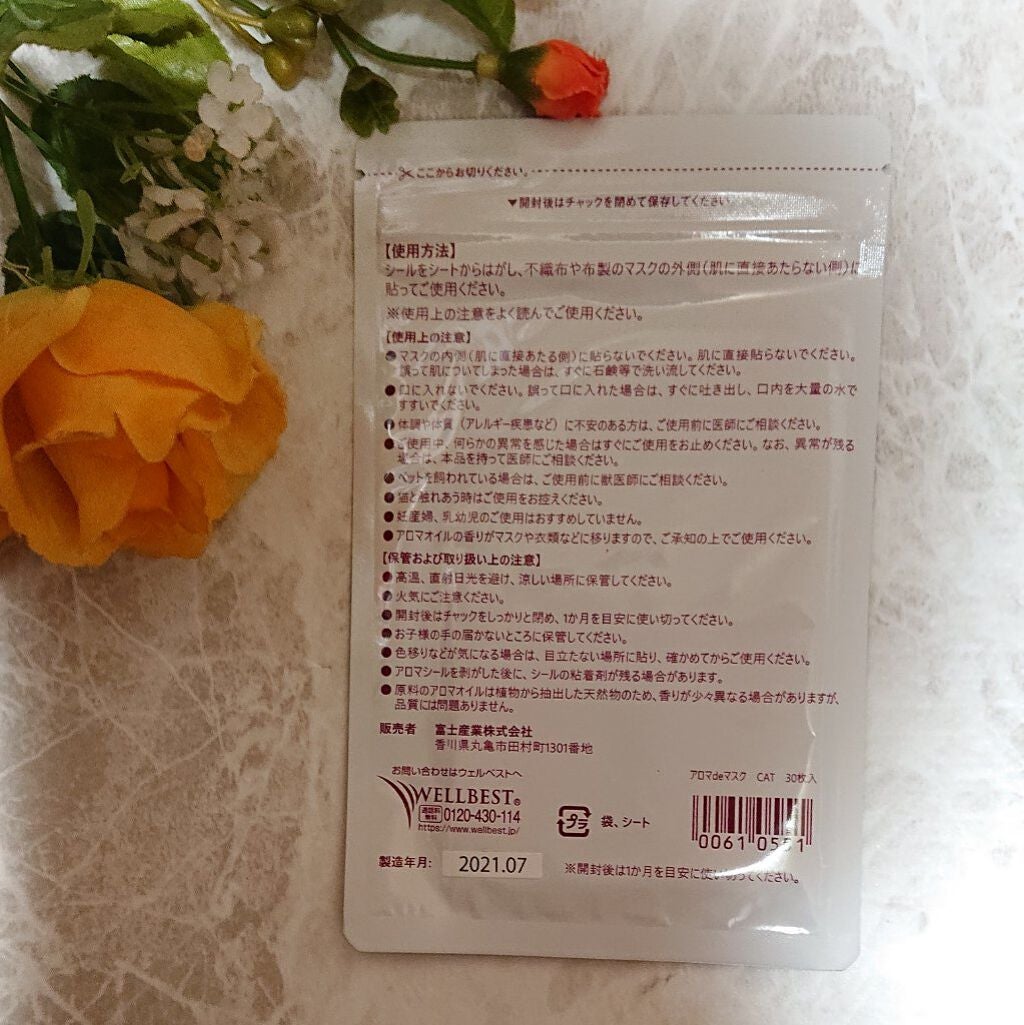 ここからお切りください。
▼開封後はチャックを閉めて保存してください。
【使用方法】
シールをシートからはがし、不織布や布製のマスクの外側(肌に直接あたらない側)に
貼ってご使用ください。
※使用上の注意をよく読んでご使用ください。
【使用上の注意】
●マスクの内側(肌に直接あたる側)に貼らないでください。肌に直接貼らないでください。
誤って肌についてしまった場合は、すぐに石鹸等で洗い流してください。
●口に入れないでください。誤って口に入れた場合は、すぐに吐き出し、口内を大量の水で
すすいでください。
●体調や体質(アレルギー疾患など)に不安のある方は、ご使用前に医師にご相談ください。
●ご使用中、何らかの異常を感じた場合はすぐにご使用をお止めください。なお、異常が残る
場合は、本品を持って医師にご相談ください。
●ペットを飼われている場合は、ご使用前に獣医師にご相談ください。
●猫と触れあう時はご使用をお控えください。
●妊産婦、乳幼児のご使用はおすすめしていません。
●アロマオイルの香りがマスクや衣類などに移りますので、ご承知の上でご使用ください。
【保管および取り扱い上の注意】
●高温、直射日光を避け、涼しい場所に保管してください。
●火気にご注意ください。
●開封後はチャックをしっかりと閉め、1か月を目安に使い切ってください。
●お子様の手の届かないところに保管してください。
●色移りなどが気になる場合は、目立たない場所に貼り、確かめてからご使用ください。
●アロマシールを剥がした後に、シールの粘着剤が残る場合があります。
●原料のアロマオイルは植物から抽出した天然物のため、香りが少々異なる場合がありますが、
品質には問題ありません。
販売者 富士産業株式会社
香川県丸亀市田村町1301番地
お問い合わせはウェルベストへ
WELLBEST®
通話料無料 0120-430-114
https://www.wellbest.jp/
プラ 袋、シート
アロマdeマスク CAT 30枚入
0061 0551
製造年月: 2021.07
※開封後は1か月を目安に使い切ってください。